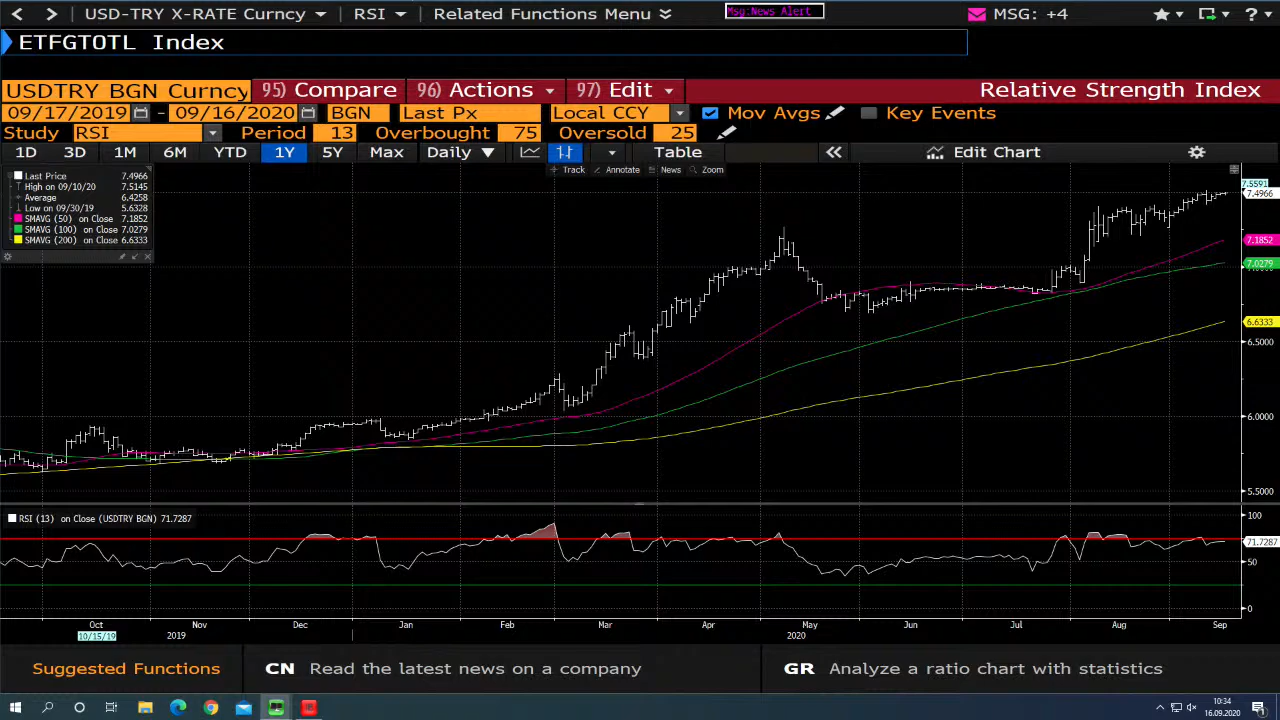 USD-TRY X-RATE Curncy RSI Related Functions Menu Msg:News Alert MSG: +4
ETFGTOTL Index
USDTRY BGN Curncy 95) Compare 96) Actions 97) Edit Relative Strength Index
09/17/2019 - 09/16/2020 BGN Last Px Local CCY Mov Avgs Key Events
Study RSI Period 13 Overbought 75 Oversold 25
1D 3D 1M 6M YTD 1Y 5Y Max Daily Table Edit Chart
Track Annotate News Zoom
Last Price 7.4966
High on 09/10/20 7.5145
Average 6.4258
Low on 09/30/19 5.6328
SMAVG (50) on Close 7.1852
SMAVG (100) on Close 7.0279
SMAVG (200) on Close 6.6333
7.5591
7.4966
7.1852
7.0279
6.6333
6.5000
6.0000
5.5000
RSI (13) on Close (USDTRY BGN) 71.7287
100
71.7287
50
0
Oct Nov Dec Jan Feb Mar Apr May Jun Jul Aug Sep
10/15/19 2019 2020
Suggested Functions CN Read the latest news on a company GR Analyze a ratio chart with statistics
10:34
16.09.2020
1